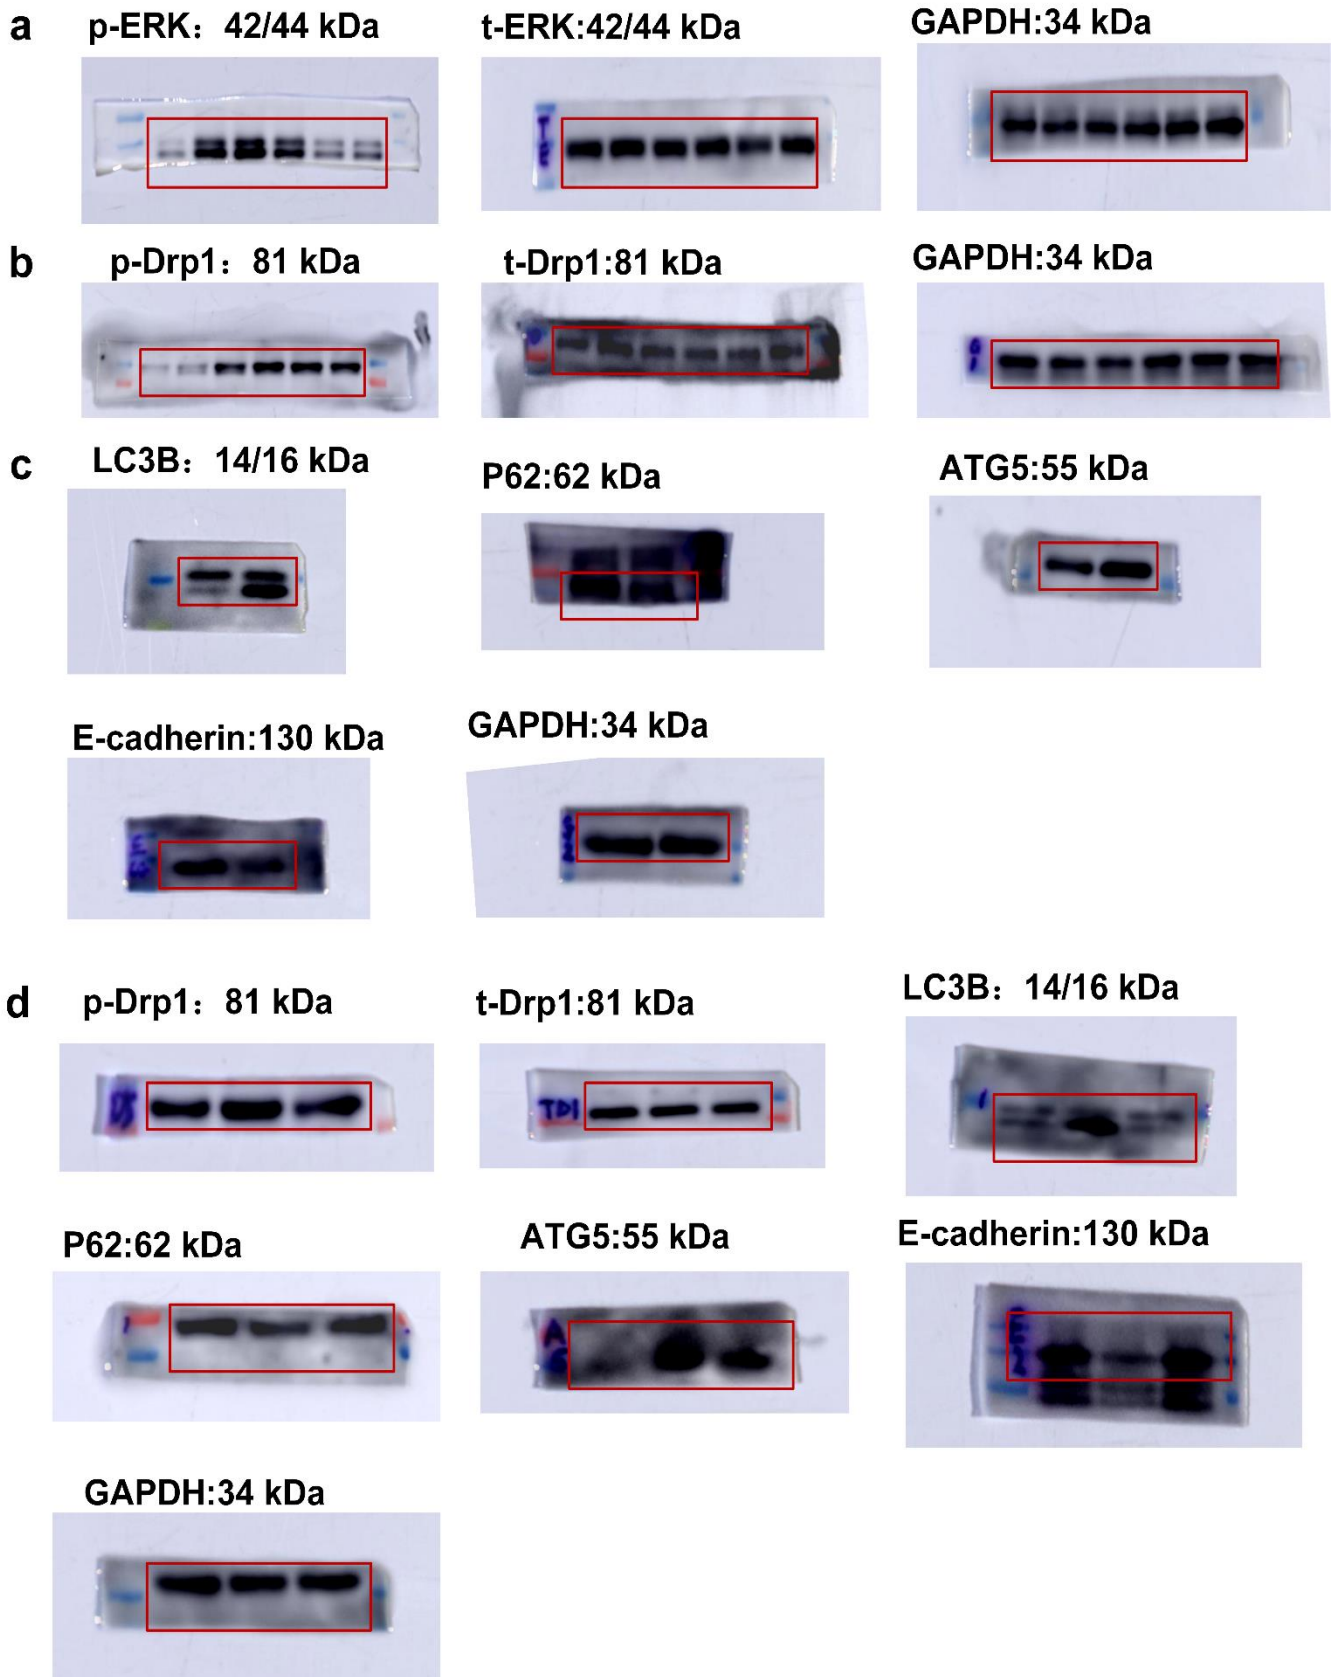 a
p-ERK：42/44 kDa
t-ERK:42/44 kDa
GAPDH:34 kDa
b
p-Drp1：81 kDa
t-Drp1:81 kDa
GAPDH:34 kDa
c
LC3B：14/16 kDa
P62:62 kDa
ATG5:55 kDa
E-cadherin:130 kDa
GAPDH:34 kDa
d
p-Drp1：81 kDa
t-Drp1:81 kDa
LC3B：14/16 kDa
TD1
P62:62 kDa
ATG5:55 kDa
E-cadherin:130 kDa
GAPDH:34 kDa